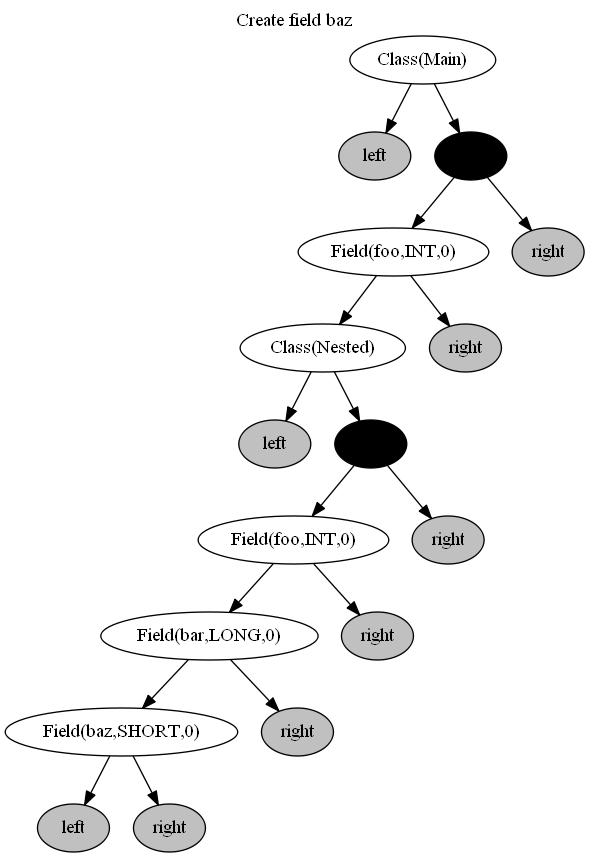 Create field baz
Class(Main)
left
Field(foo,INT,0)
right
Class(Nested)
right
left
Field(foo,INT,0)
right
Field(bar,LONG,0)
right
Field(baz,SHORT,0)
right
left
right